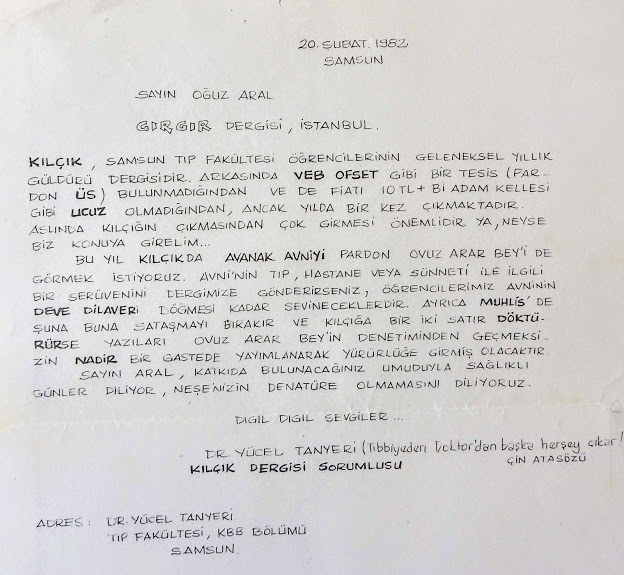 20. ŞUBAT. 1982
SAMSUN
SAYIN OĞUZ ARAL
GIRGIR DERGİSİ, İSTANBUL.
KILÇIK, SAMSUN TIP FAKÜLTESİ ÖĞRENCİLERİNİN GELENEKSEL YILLIK
GÜLDÜRÜ DERGİSİDİR. ARKASINDA VEB OFSET GİBİ BİR TESİS (PAR-
DON ÜS) BULUNMADIĞINDAN VE DE FİATI 10 TL + Bİ ADAM KELLESİ
GİBİ UCUZ OLMADIĞINDAN, ANCAK YILDA BİR KEZ ÇIKMAKTADIR.
ASLINDA KILÇIĞIN ÇIKMASINDAN ÇOK GİRMESİ ÖNEMLİDİR YA, NEYSE
BİZ KONUYA GİRELİM...
BU YIL KILÇIKDA AVANAK AVNİYİ PARDON OVUZ ARAR BEY'İ DE
GÖRMEK İSTİYORUZ. AVNİ'NİN TIP, HASTANE VEYA SÜNNETİ İLE İLGİLİ
BİR SERÜVENİNİ DERGİMİZE GÖNDERİRSENİZ, ÖĞRENCİLERİMİZ AVNİNİN
DEVE DİLAVERİ DÖĞMESİ KADAR SEVİNECEKLERDİR. AYRICA MUHLİS'DE
ŞUNA BUNA SATAŞMAYI BIRAKIR VE KILÇIĞA BİR İKİ SATIR DÖKTÜ-
RÜRSE YAZILARI OVUZ ARAR BEY'İN DENETİMİNDEN GEÇMEKSİ-
ZİN NADİR BİR GASTEDE YAYIMLANARAK YÜRÜRLÜĞE GİRMİŞ OLACAKTIR.
SAYIN ARAL, KATKIDA BULUNACAĞINIZ UMUDUYLA SAĞLIKLI
GÜNLER DİLİYOR, NEŞE'NİZİN DENATÜRE OLMAMASINI DİLİYORUZ.
DIGIL DIGIL SEVGİLER...
DR. YÜCEL TANYERİ (Tıbbiyeden Doktor'dan başka herşey çıkar!
KILÇIK DERGİSİ SORUMLUSU ÇİN ATASÖZÜ
ADRES: DR. YÜCEL TANYERİ
TIP FAKÜLTESİ, KBB BÖLÜMÜ
SAMSUN.